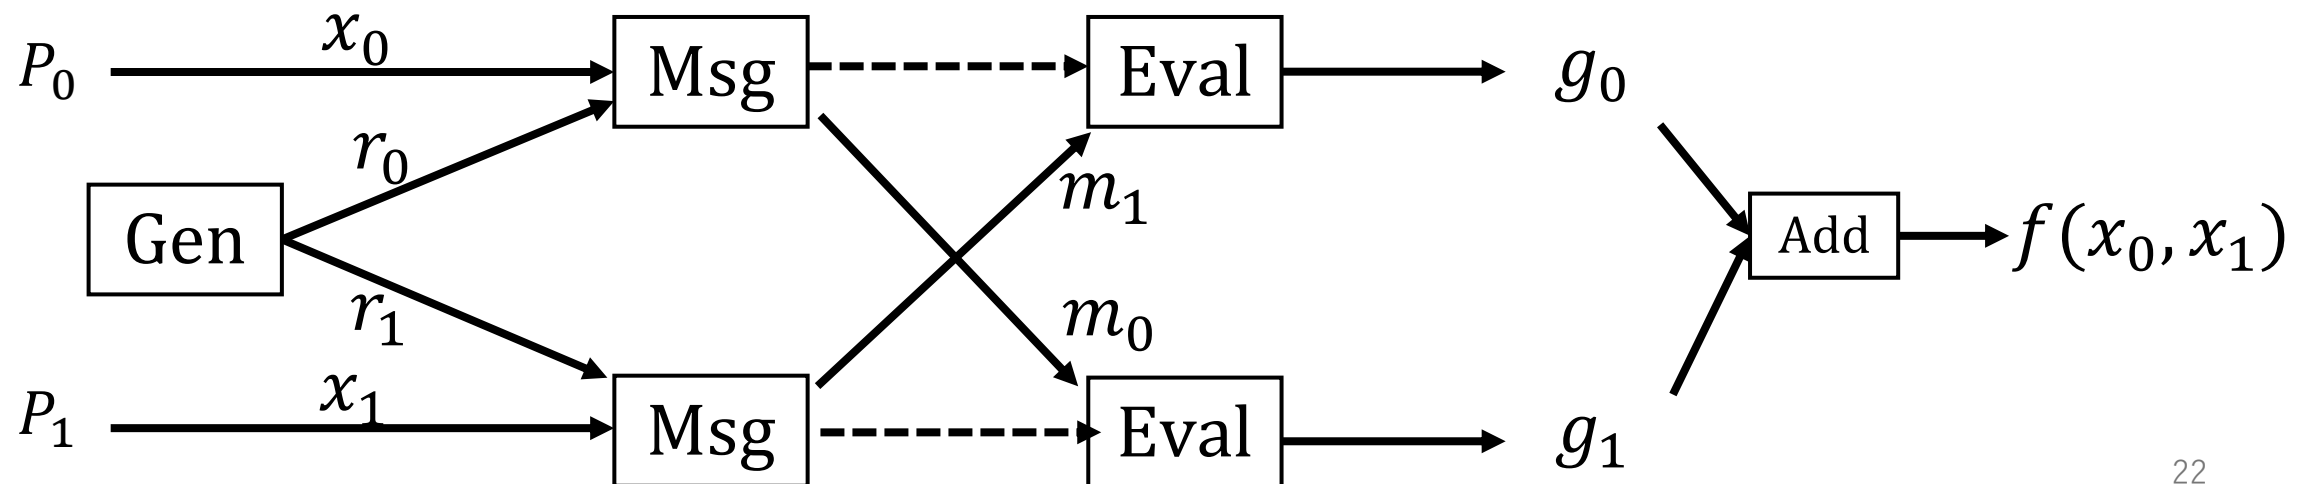 P₀
x₀
Msg
Eval
g₀
r₀
m₁
Gen
Add
f(x₀, x₁)
r₁
m₀
P₁
x₁
Msg
Eval
g₁
22